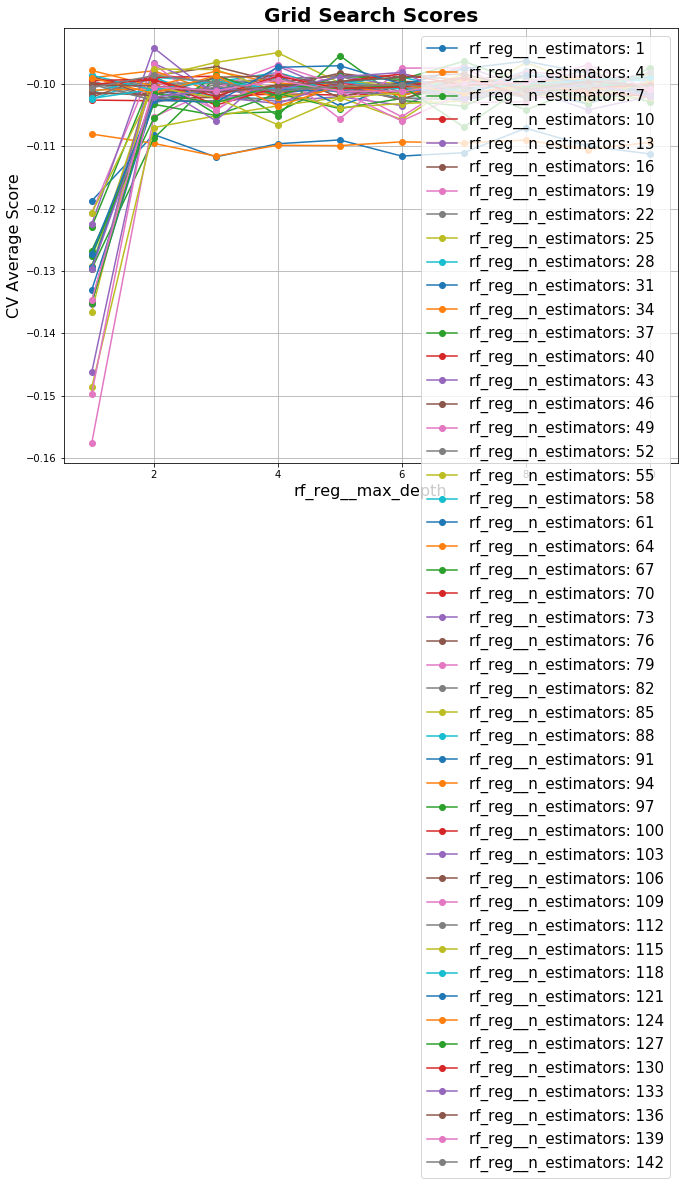 Grid Search Scores
CV Average Score
−0.10
−0.11
−0.12
−0.13
−0.14
−0.15
−0.16
2
4
6
8
rf_reg__max_depth
rf_reg__n_estimators: 1
rf_reg__n_estimators: 4
rf_reg__n_estimators: 7
rf_reg__n_estimators: 10
rf_reg__n_estimators: 13
rf_reg__n_estimators: 16
rf_reg__n_estimators: 19
rf_reg__n_estimators: 22
rf_reg__n_estimators: 25
rf_reg__n_estimators: 28
rf_reg__n_estimators: 31
rf_reg__n_estimators: 34
rf_reg__n_estimators: 37
rf_reg__n_estimators: 40
rf_reg__n_estimators: 43
rf_reg__n_estimators: 46
rf_reg__n_estimators: 49
rf_reg__n_estimators: 52
rf_reg__n_estimators: 55
rf_reg__n_estimators: 58
rf_reg__n_estimators: 61
rf_reg__n_estimators: 64
rf_reg__n_estimators: 67
rf_reg__n_estimators: 70
rf_reg__n_estimators: 73
rf_reg__n_estimators: 76
rf_reg__n_estimators: 79
rf_reg__n_estimators: 82
rf_reg__n_estimators: 85
rf_reg__n_estimators: 88
rf_reg__n_estimators: 91
rf_reg__n_estimators: 94
rf_reg__n_estimators: 97
rf_reg__n_estimators: 100
rf_reg__n_estimators: 103
rf_reg__n_estimators: 106
rf_reg__n_estimators: 109
rf_reg__n_estimators: 112
rf_reg__n_estimators: 115
rf_reg__n_estimators: 118
rf_reg__n_estimators: 121
rf_reg__n_estimators: 124
rf_reg__n_estimators: 127
rf_reg__n_estimators: 130
rf_reg__n_estimators: 133
rf_reg__n_estimators: 136
rf_reg__n_estimators: 139
rf_reg__n_estimators: 142